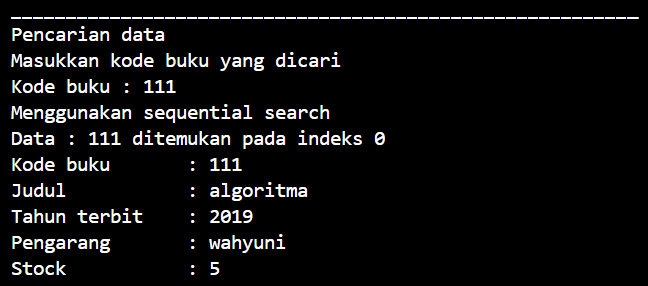 Pencarian data
Masukkan kode buku yang dicari
Kode buku : 111
Menggunakan sequential search
Data : 111 ditemukan pada indeks 0
Kode buku : 111
Judul : algoritma
Tahun terbit : 2019
Pengarang : wahyuni
Stock : 5